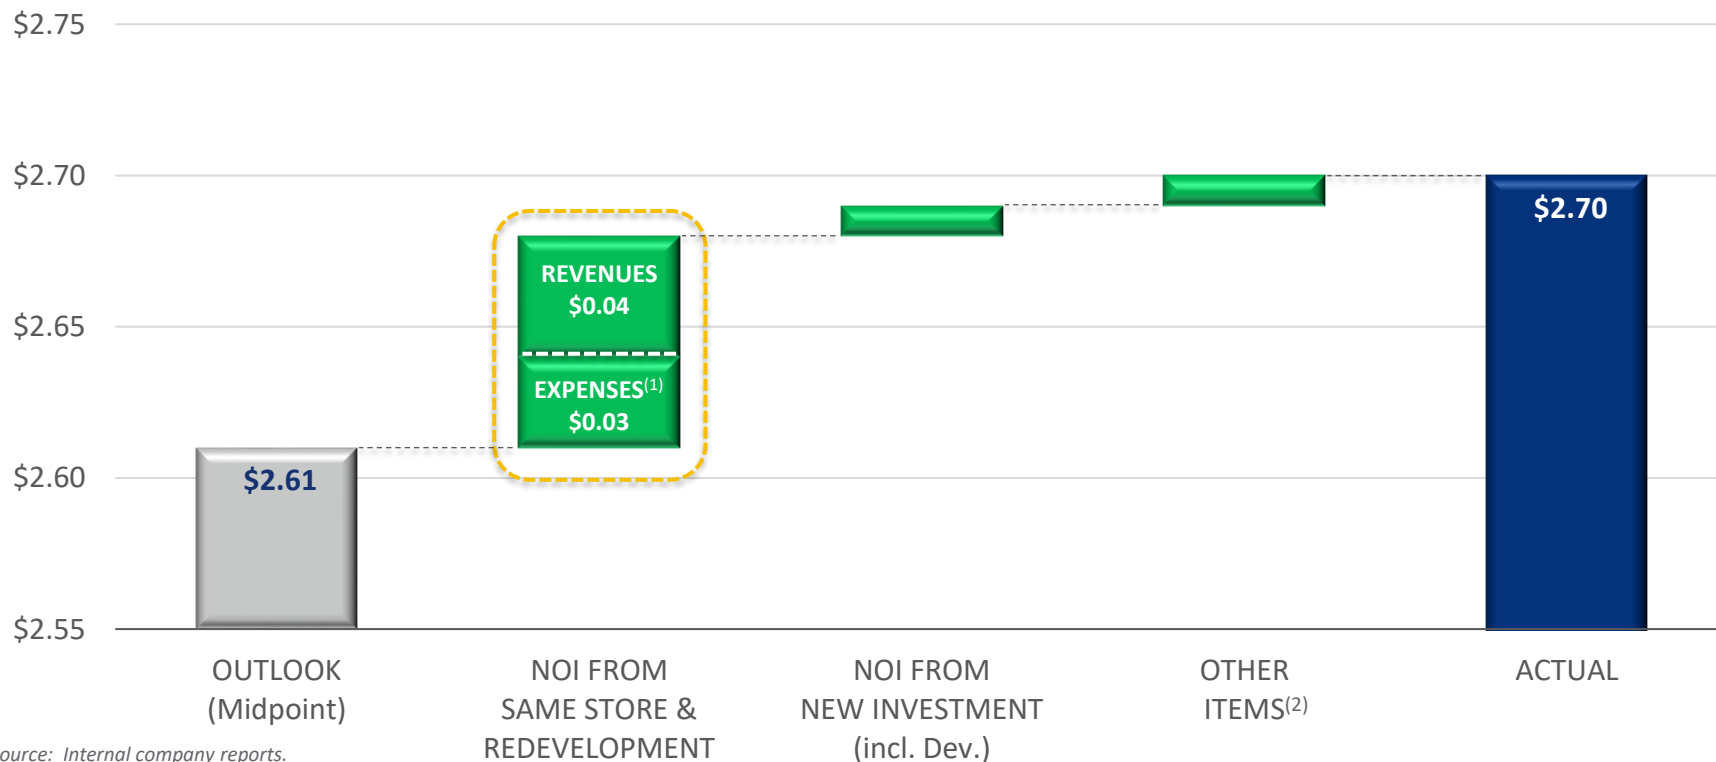 $2.75
$2.70
$2.65
$2.60
$2.55
$2.61
REVENUES
$0.04
EXPENSES(1)
$0.03
$2.70
OUTLOOK
(Midpoint)
NOI FROM
SAME STORE &
REDEVELOPMENT
NOI FROM
NEW INVESTMENT
(incl. Dev.)
OTHER
ITEMS(2)
ACTUAL
ource: Internal company reports.